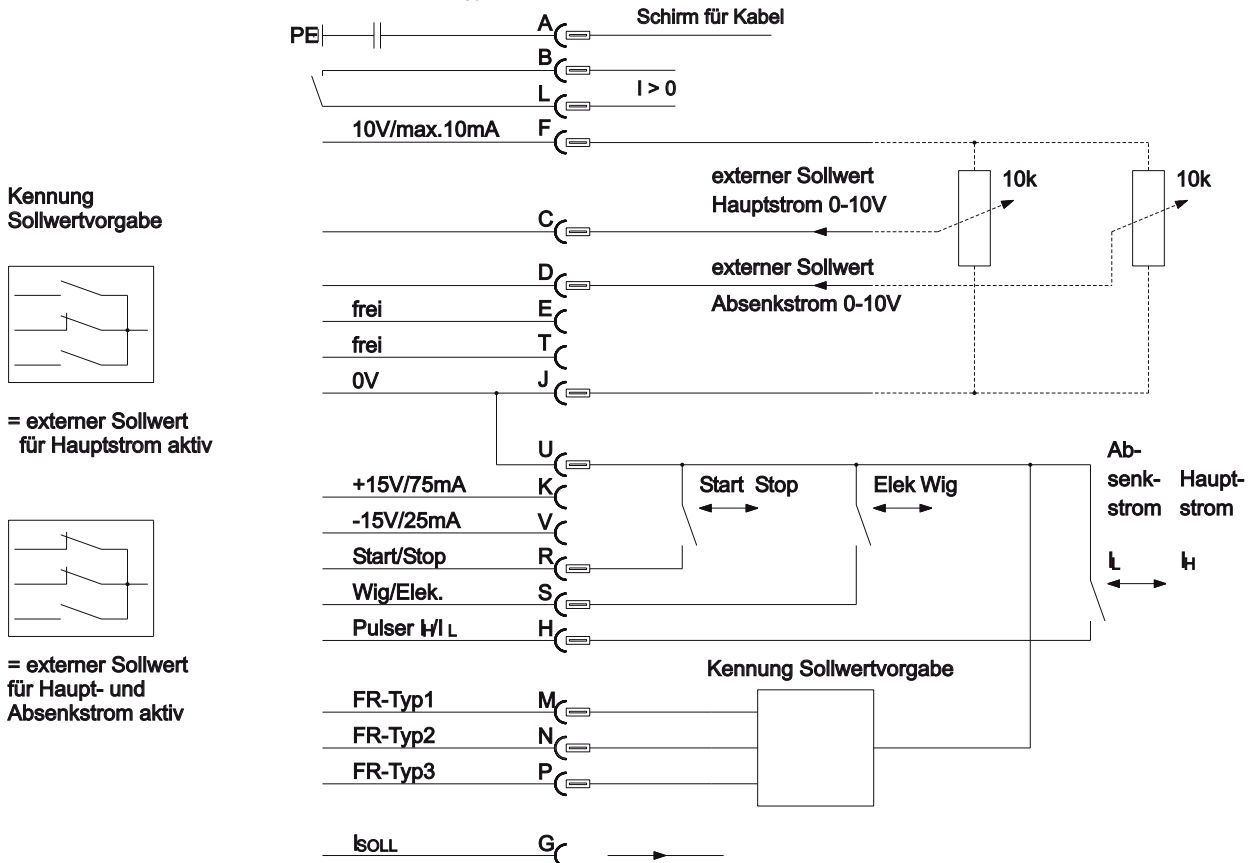 A
Schirm für Kabel
PE
B
L
I > 0
10V/max.10mA
F
externer Sollwert
Hauptstrom 0-10V
10k
10k
Kennung
Sollwertvorgabe
C
D
externer Sollwert
Absenkstrom 0-10V
frei
E
frei
T
0V
J
= externer Sollwert
für Hauptstrom aktiv
U
+15V/75mA
K
-15V/25mA
V
Start/Stop
R
Wig/Elek.
S
Pulser IH/IL
H
Start Stop
Elek Wig
Ab-
senk-
strom
Haupt-
strom
IL
IH
= externer Sollwert
für Haupt- und
Absenkstrom aktiv
Kennung Sollwertvorgabe
FR-Typ1
M
FR-Typ2
N
FR-Typ3
P
ISOLL
G